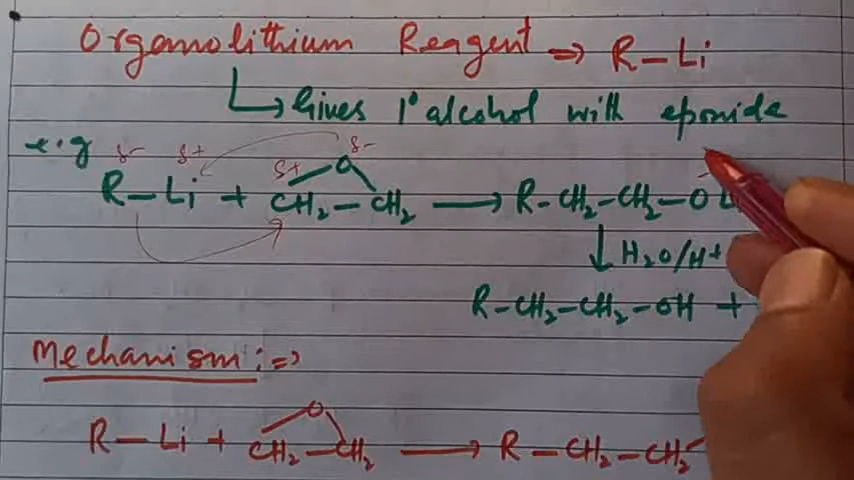 Organolithium Reagent ⇒ R-Li
↳ Gives 1° alcohol with epoxide
e.g δ- δ+ δ+ δ-
R-Li + CH₂-CH₂ O → R-CH₂-CH₂-O Li
↓ H₂O/H+
R-CH₂-CH₂-OH +
Mechanism:⇒
R-Li + CH₂-CH₂ O → R-CH₂-CH₂